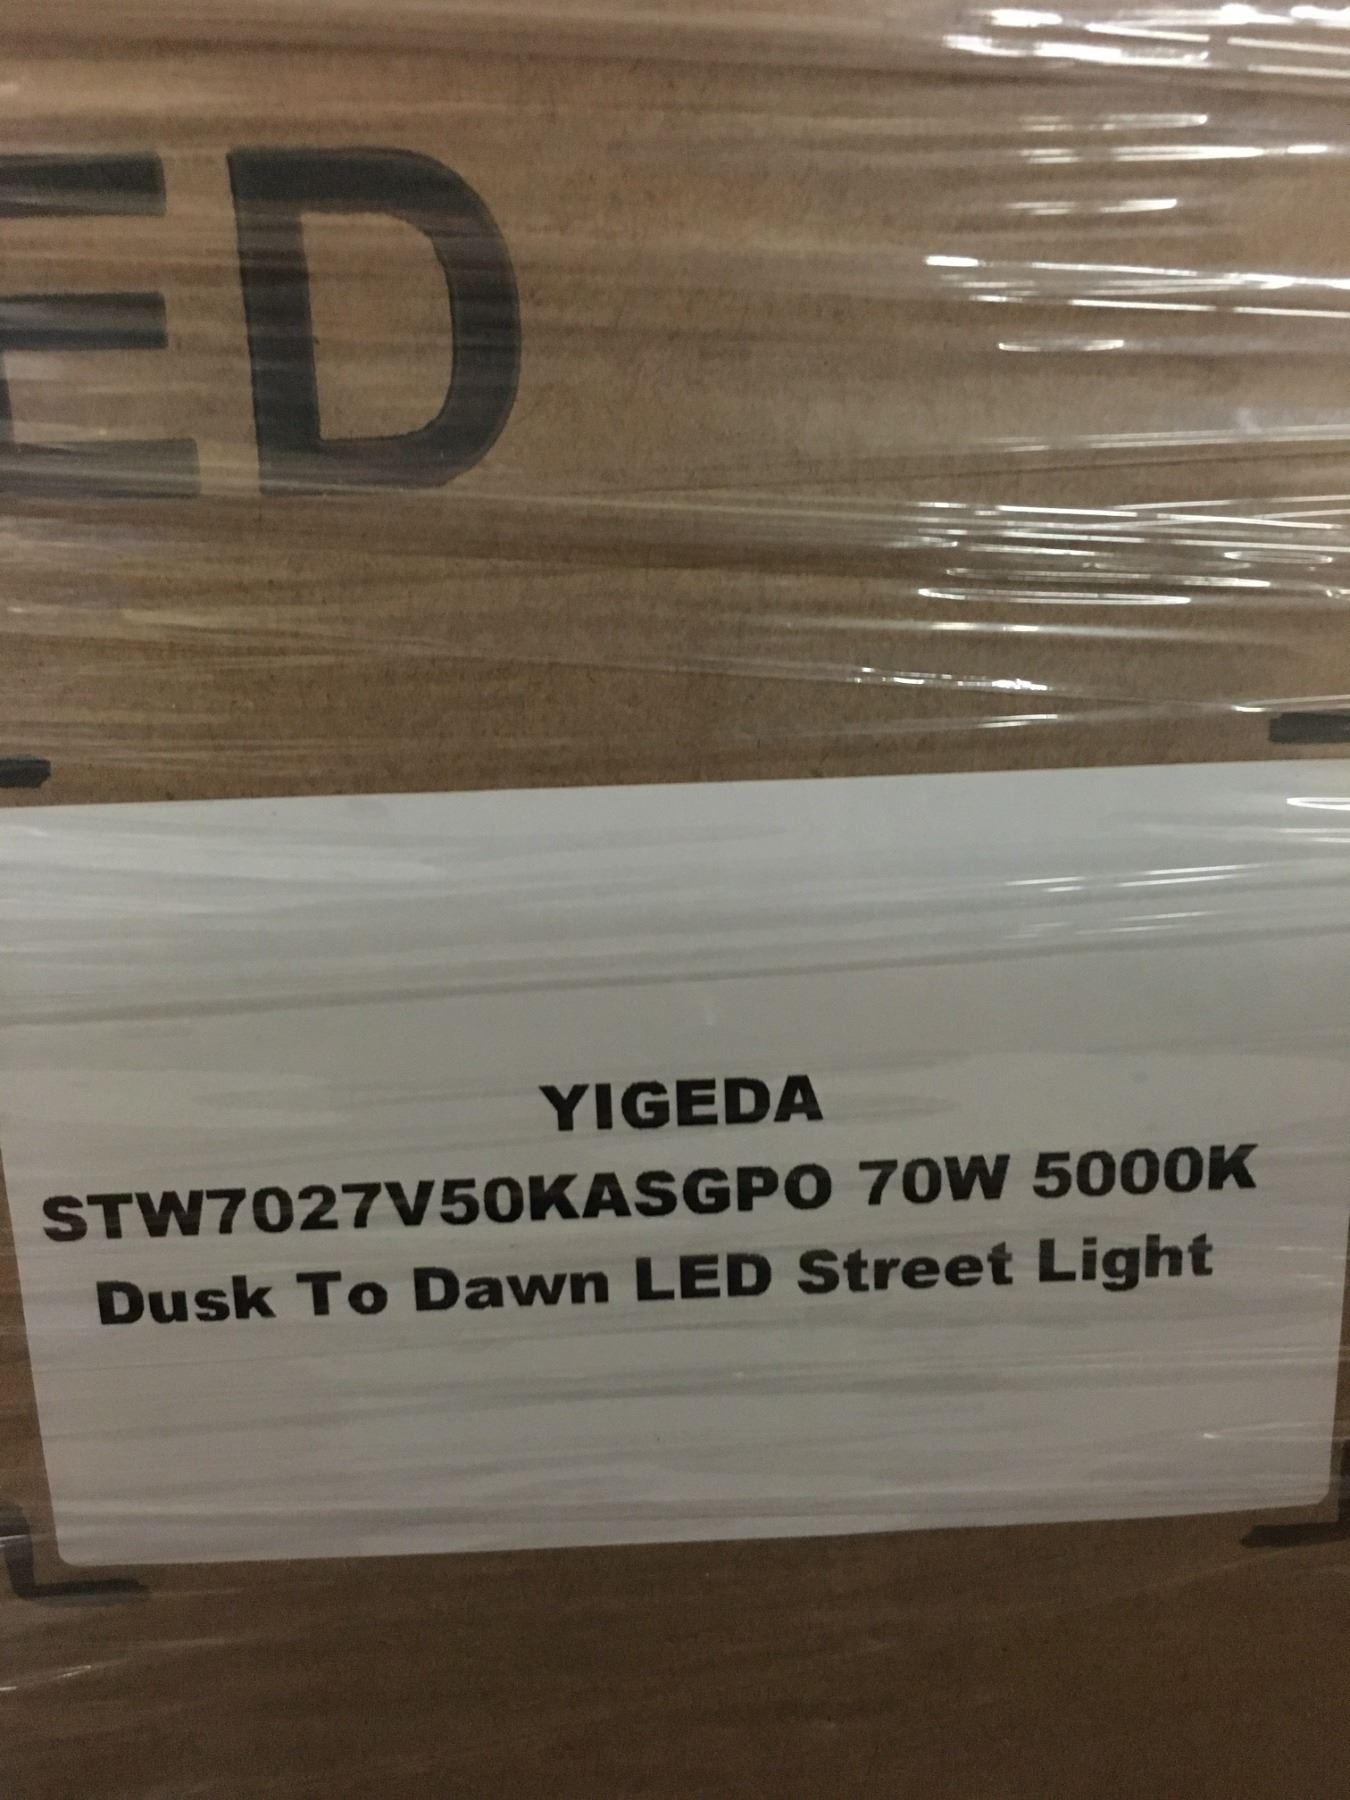 ED
YIGEDA
STW7027V50KASGPO 70W 5000K
Dusk To Dawn LED Street Light